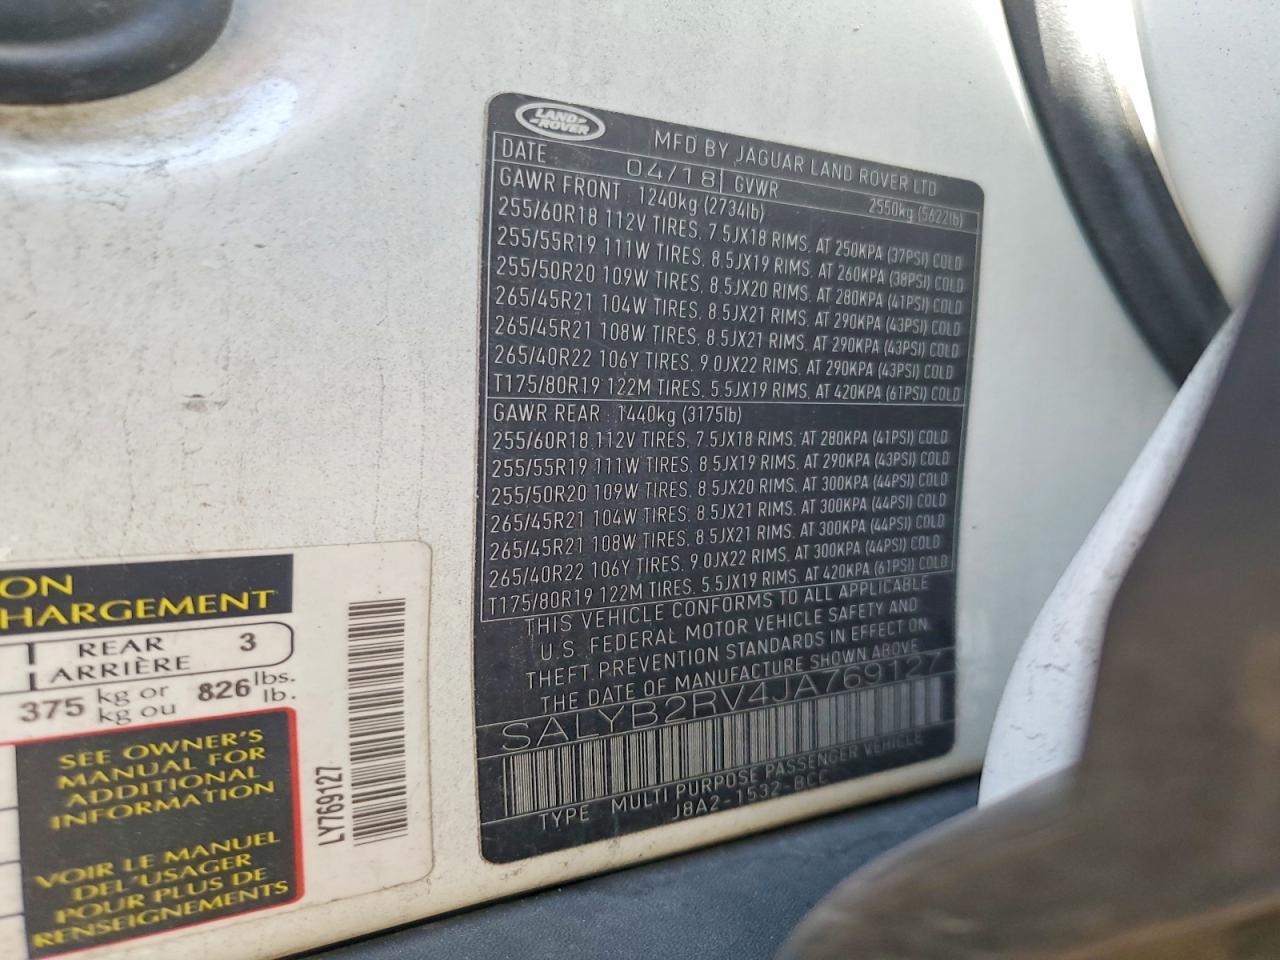 LAND ROVER
MFD BY JAGUAR LAND ROVER LTD
DATE 04/18 GVWR 2550kg (5622lb)
GAWR FRONT 1240kg (2734lb)
255/60R18 112V TIRES, 7.5JX18 RIMS, AT 250KPA (37PSI) COLD
255/55R19 111W TIRES, 8.5JX19 RIMS, AT 260KPA (38PSI) COLD
255/50R20 109W TIRES, 8.5JX20 RIMS, AT 280KPA (41PSI) COLD
265/45R21 104W TIRES, 8.5JX21 RIMS, AT 290KPA (43PSI) COLD
265/45R21 108W TIRES, 8.5JX21 RIMS, AT 290KPA (43PSI) COLD
265/40R22 106Y TIRES, 9.0JX22 RIMS, AT 290KPA (43PSI) COLD
T175/80R19 122M TIRES, 5.5JX19 RIMS, AT 420KPA (61PSI) COLD
GAWR REAR 1440kg (3175lb)
255/60R18 112V TIRES, 7.5JX18 RIMS, AT 280KPA (41PSI) COLD
255/55R19 111W TIRES, 8.5JX19 RIMS, AT 290KPA (43PSI) COLD
255/50R20 109W TIRES, 8.5JX20 RIMS, AT 300KPA (44PSI) COLD
265/45R21 104W TIRES, 8.5JX21 RIMS, AT 300KPA (44PSI) COLD
265/45R21 108W TIRES, 8.5JX21 RIMS, AT 300KPA (44PSI) COLD
265/40R22 106Y TIRES, 9.0JX22 RIMS, AT 300KPA (44PSI) COLD
T175/80R19 122M TIRES, 5.5JX19 RIMS, AT 420KPA (61PSI) COLD
THIS VEHICLE CONFORMS TO ALL APPLICABLE
U.S. FEDERAL MOTOR VEHICLE SAFETY AND
THEFT PREVENTION STANDARDS IN EFFECT ON
THE DATE OF MANUFACTURE SHOWN ABOVE
SALYB2RV4JA769127
TYPE MULTI PURPOSE PASSENGER VEHICLE
J8A2-1532-BCC
ON
HARGEMENT
REAR 3
ARRIÈRE
375 kg or 826 lbs.
kg ou lb.
SEE OWNER'S
MANUAL FOR
ADDITIONAL
INFORMATION
VOIR LE MANUEL
DEL'USAGER
POUR PLUS DE
RENSEIGNEMENTS
LY769127